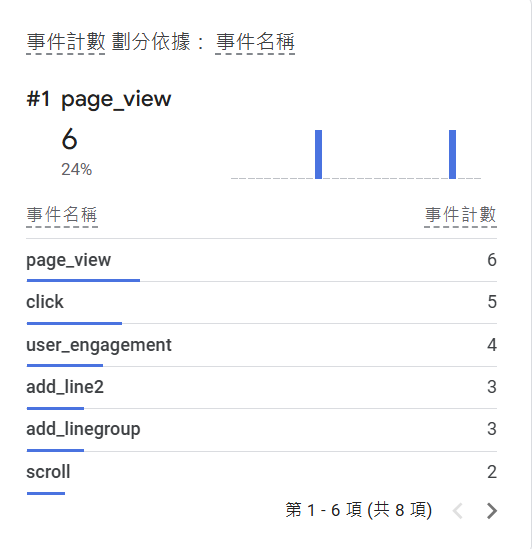 事件計數 劃分依據： 事件名稱
#1 page_view
6
24%
事件名稱 事件計數
page_view 6
click 5
user_engagement 4
add_line2 3
add_linegroup 3
scroll 2
第 1 - 6 項 (共 8 項)